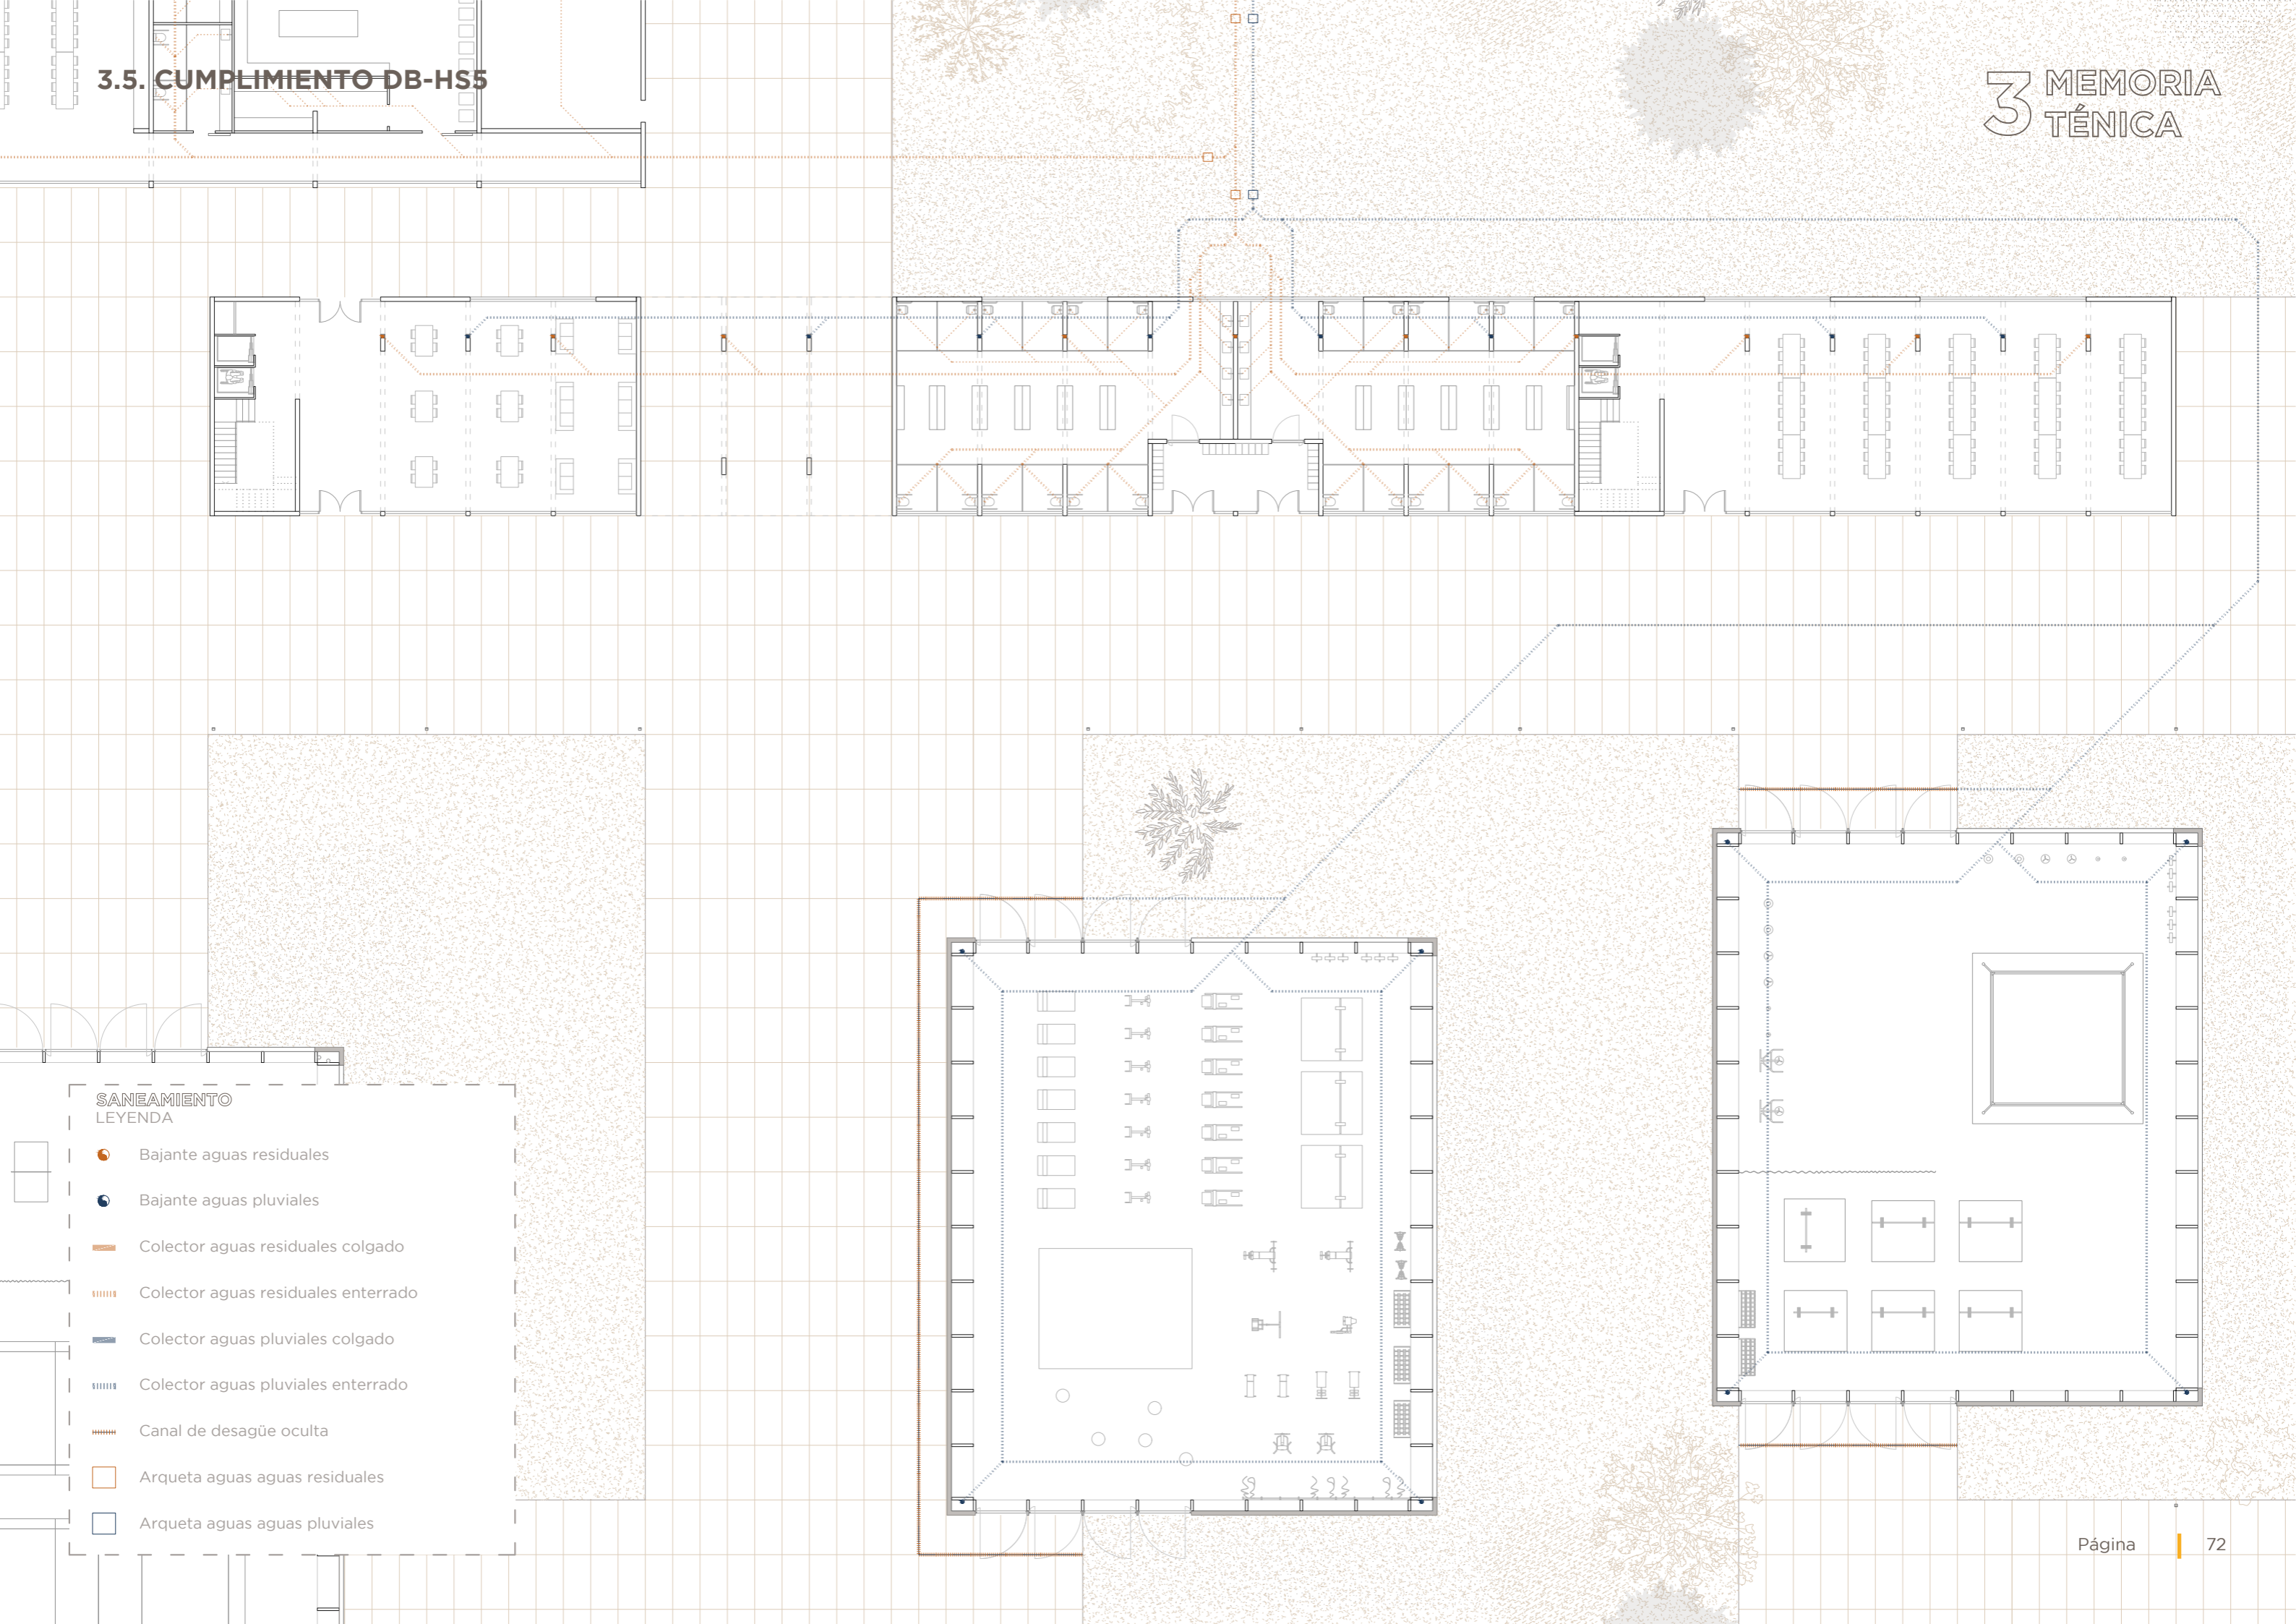 3.5. CUMPLIMIENTO DB-HS5
3 MEMORIA
TÉNICA
SANEAMIENTO
LEYENDA
Bajante aguas residuales
Bajante aguas pluviales
Colector aguas residuales colgado
Colector aguas residuales enterrado
Colector aguas pluviales colgado
Colector aguas pluviales enterrado
Canal de desagüe oculta
Arqueta aguas aguas residuales
Arqueta aguas aguas pluviales
Página 72